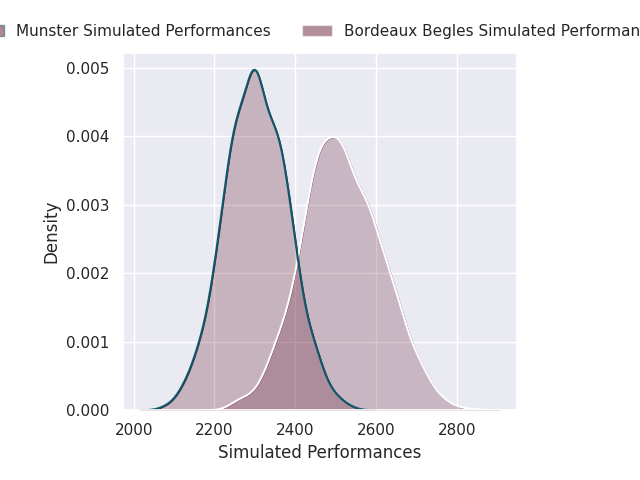 Munster Simulated Performances Bordeaux Begles Simulated Performan
0.005
0.004
0.003
0.002
0.001
0.000
Density
2000 2200 2400 2600 2800
Simulated Performances